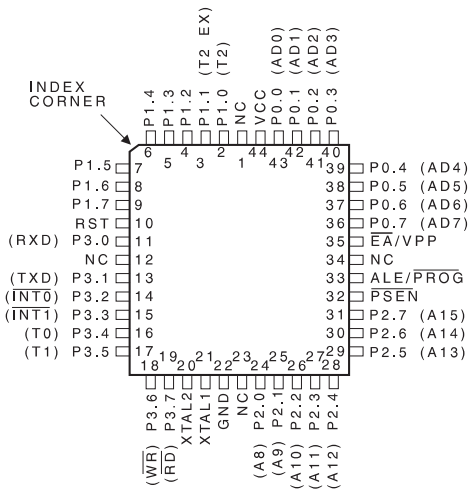 INDEX
CORNER
P1.4
P1.3
P1.2
P1.1 (T2 EX)
P1.0 (T2)
NC
VCC
P0.0 (AD0)
P0.1 (AD1)
P0.2 (AD2)
P0.3 (AD3)
6
5
4
3
2
1
44
43
42
41
40
P1.5 7
P1.6 8
P1.7 9
RST 10
(RXD) P3.0 11
NC 12
(TXD) P3.1 13
(INT0) P3.2 14
(INT1) P3.3 15
(T0) P3.4 16
(T1) P3.5 17
39 P0.4 (AD4)
38 P0.5 (AD5)
37 P0.6 (AD6)
36 P0.7 (AD7)
35 EA/VPP
34 NC
33 ALE/PROG
32 PSEN
31 P2.7 (A15)
30 P2.6 (A14)
29 P2.5 (A13)
18
19
20
21
22
23
24
25
26
27
28
(WR) P3.6
(RD) P3.7
XTAL2
XTAL1
GND
NC
(A8) P2.0
(A9) P2.1
(A10) P2.2
(A11) P2.3
(A12) P2.4